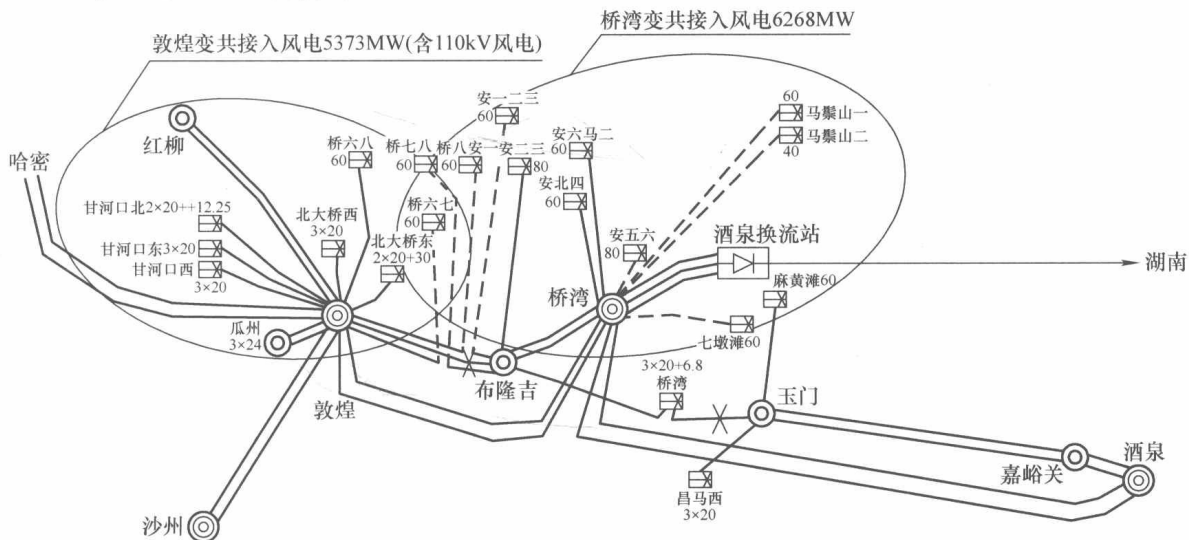 桥湾变共接入风电6268MW
敦煌变共接入风电5373MW(含110kV风电)
安一二三
60
60
马鬃山一
马鬃山二
40
红柳
桥六八
60
桥七八
60
桥八安一
60
安二三
80
安六马二
60
哈密
安北四
60
甘河口北2×20++12.25
北大桥西
3×20
桥六七
60
甘河口东3×20
北大桥东
2×20+30
安五六
80
酒泉换流站
湖南
甘河口西
3×20
麻黄滩60
桥湾
瓜州
3×24
七墩滩60
3×20+6.8
桥湾
布隆吉
敦煌
玉门
嘉峪关
酒泉
昌马西
3×20
沙州